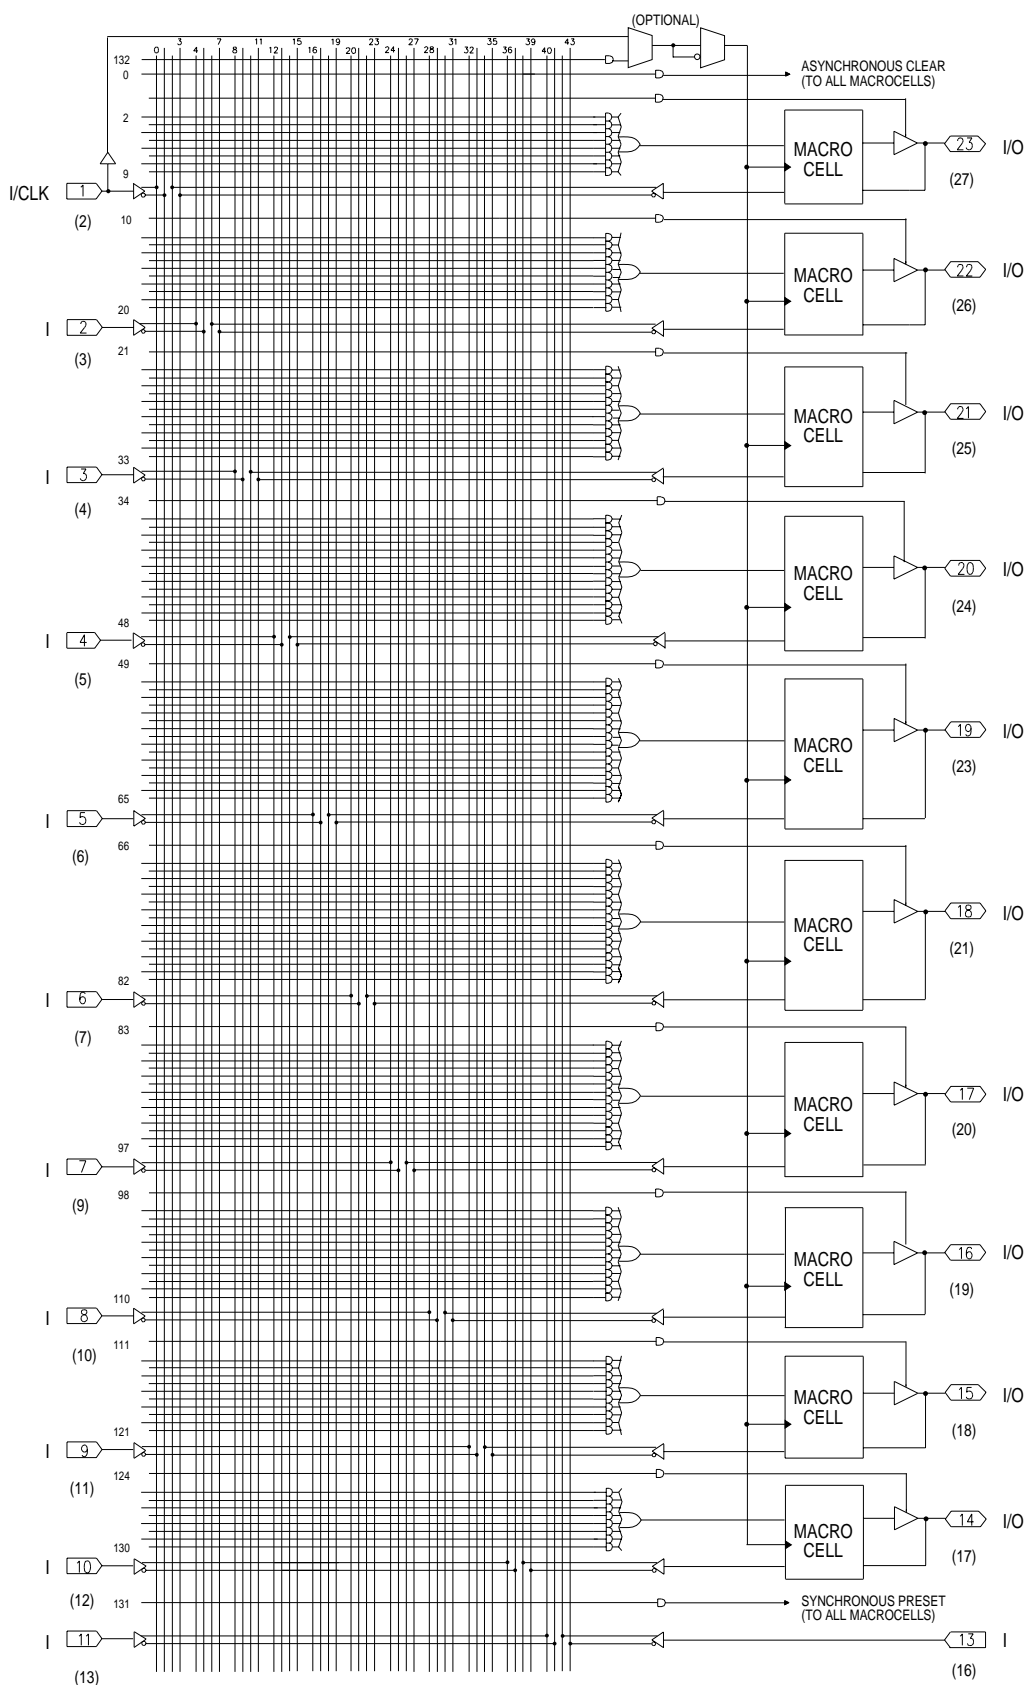 (OPTIONAL)
3 7 11 15 19 23 27 31 35 39 43
0 4 8 12 16 20 24 28 32 36 40
132
0
ASYNCHRONOUS CLEAR
(TO ALL MACROCELLS)
2
MACRO
CELL
23 I/O
(27)
9
I/CLK 1
(2)
10
MACRO
CELL
22 I/O
(26)
20
I 2
(3)
21
MACRO
CELL
21 I/O
(25)
33
I 3
(4)
34
MACRO
CELL
20 I/O
(24)
48
I 4
(5)
49
MACRO
CELL
19 I/O
(23)
65
I 5
(6)
66
MACRO
CELL
18 I/O
(21)
82
I 6
(7)
83
MACRO
CELL
17 I/O
(20)
97
I 7
(9)
98
MACRO
CELL
16 I/O
(19)
110
I 8
(10)
111
MACRO
CELL
15 I/O
(18)
121
I 9
(11)
124
MACRO
CELL
14 I/O
(17)
130
I 10
(12)
131
SYNCHRONOUS PRESET
(TO ALL MACROCELLS)
I 11
13 I
(13)
(16)